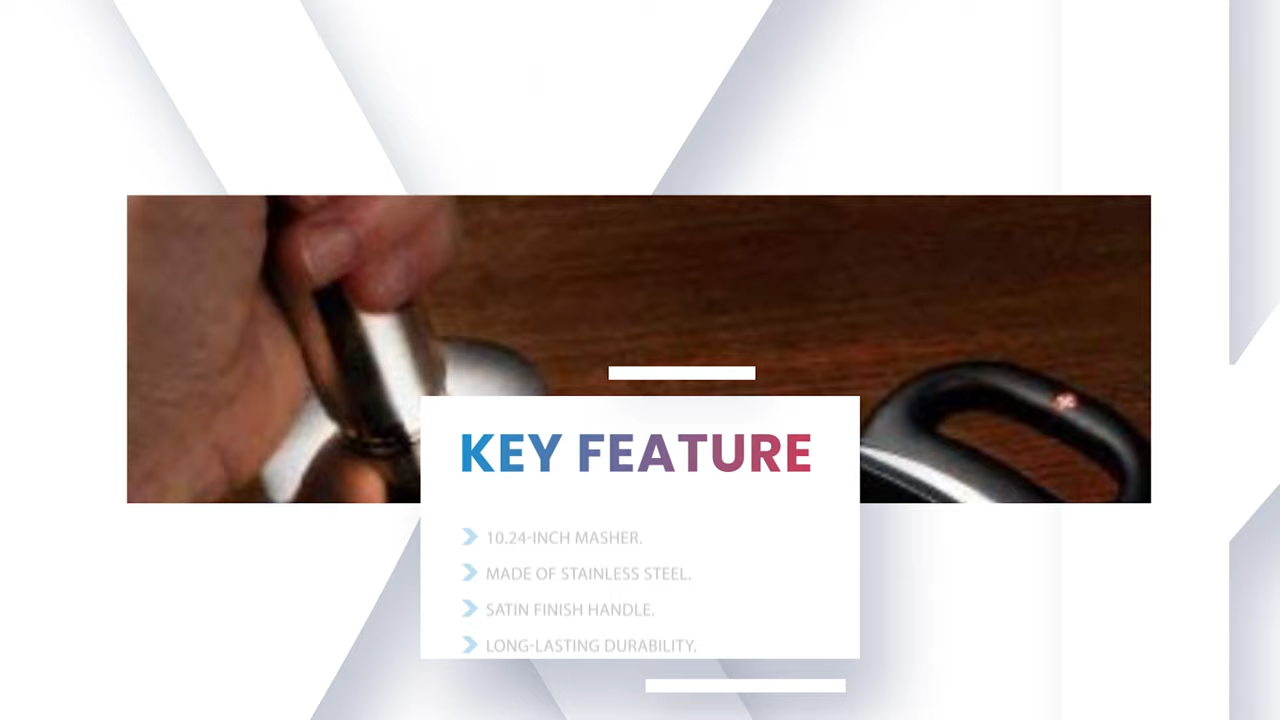 KEY FEATURE
10.24-INCH MASHER.
MADE OF STAINLESS STEEL.
SATIN FINISH HANDLE.
LONG-LASTING DURABILITY.